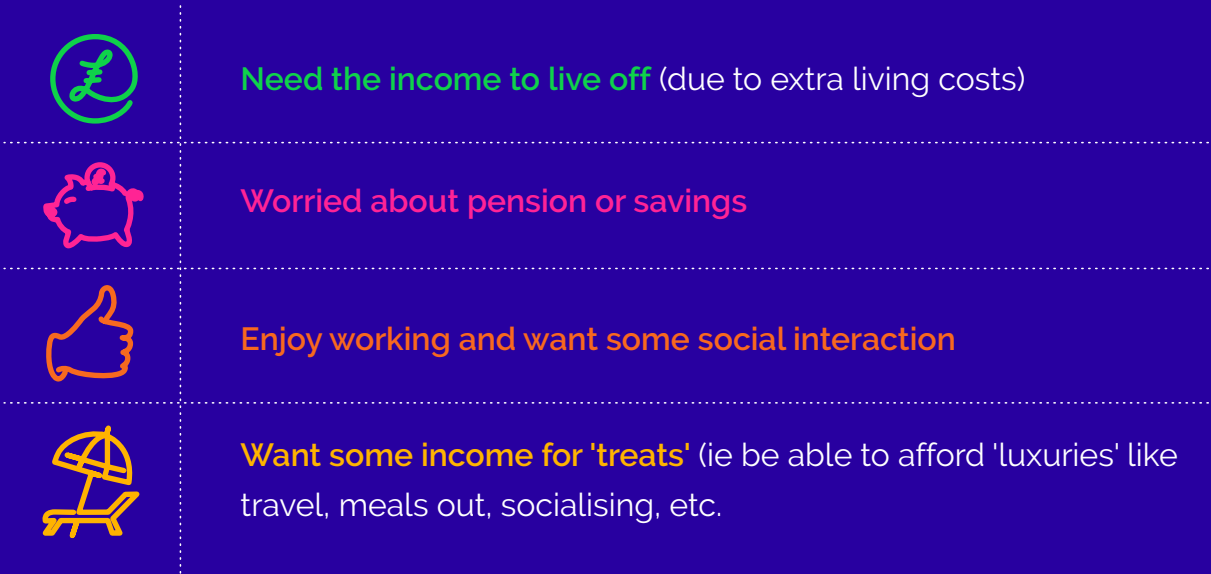 Need the income to live off (due to extra living costs)
Worried about pension or savings
Enjoy working and want some social interaction
Want some income for 'treats' (ie be able to afford 'luxuries' like
travel, meals out, socialising, etc.